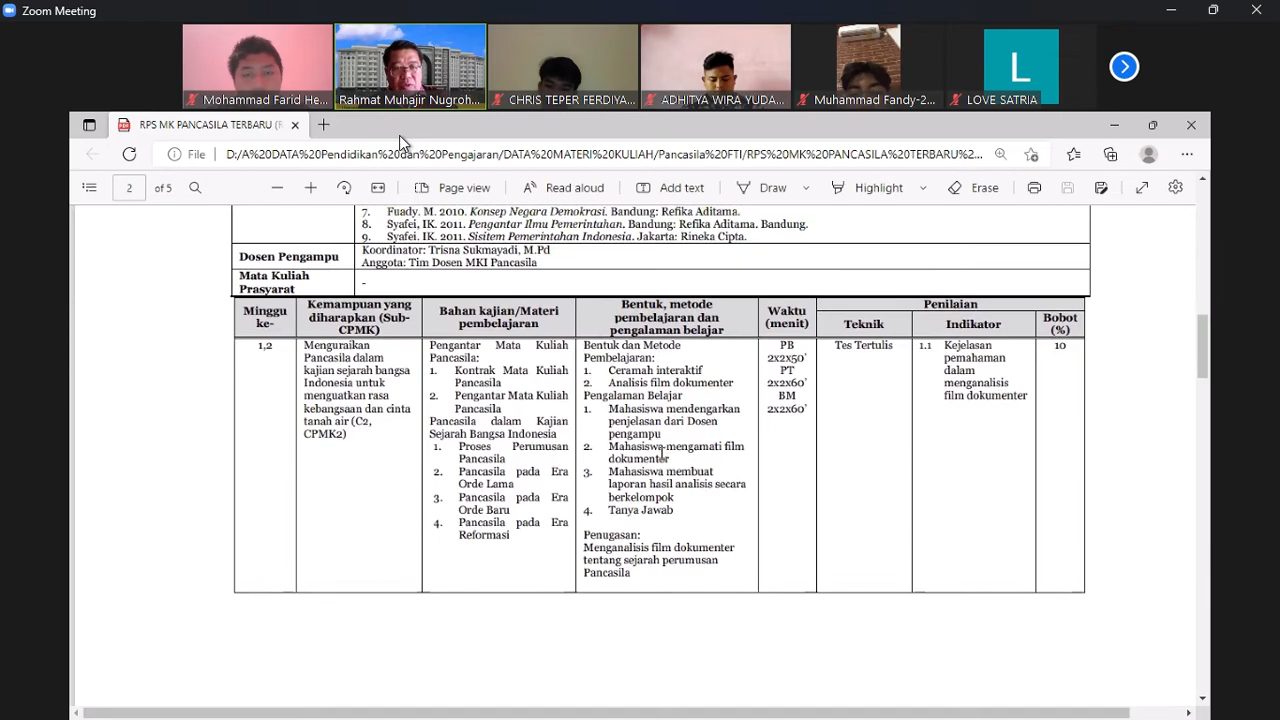 Zoom Meeting
Mohammad Farid He...
Rahmat Muhajir Nugroh...
CHRIS TEPER FERDIYA...
ADHITYA WIRA YUDA...
Muhammad Fandy-2...
L
LOVE SATRIA
RPS MK PANCASILA TERBARU (R
File
D:/A%20DATA%20Pendidikan%20dan%20Pengajaran/DATA%20MATERI%20KULIAH/Pancasila%20FTI/RPS%20MK%20PANCASILA%20TERBARU%2...
2 of 5
Page view
Read aloud
Add text
Draw
Highlight
Erase
7. Fuady. M. 2010. Konsep Negara Demokrasi. Bandung: Refika Aditama.
8. Syafei, IK. 2011. Pengantar Ilmu Pemerintahan, Bandung: Refika Aditama. Bandung.
9. Syafei. IK. 2011. Sisitem Pemerintahan Indonesia. Jakarta: Rineka Cipta.
Dosen Pengampu
Koordinator: Trisna Sukmayadi, M.Pd
Anggota: Tim Dosen MKI Pancasila
Mata Kuliah
Prasyarat
-
Minggu
ke-
Kemampuan yang
diharapkan (Sub-
CPMK)
Bahan kajian/Materi
pembelajaran
Bentuk, metode
pembelajaran dan
pengalaman belajar
Waktu
(menit)
Penilaian
Teknik
Indikator
Bobot
(%)
1,2
Menguraikan
Pancasila dalam
kajian sejarah bangsa
Indonesia untuk
menguatkan rasa
kebangsaan dan cinta
tanah air (C2,
CPMK2)
Pengantar Mata Kuliah
Pancasila:
1. Kontrak Mata Kuliah
Pancasila
2. Pengantar Mata Kuliah
Pancasila
Pancasila dalam Kajian
Sejarah Bangsa Indonesia
1. Proses Perumusan
Pancasila
2. Pancasila pada Era
Orde Lama
3. Pancasila pada Era
Orde Baru
4. Pancasila pada Era
Reformasi
Bentuk dan Metode
Pembelajaran:
1. Ceramah interaktif
2. Analisis film dokumenter
Pengalaman Belajar
1. Mahasiswa mendengarkan
penjelasan dari Dosen
pengampu
2. Mahasiswa mengamati film
dokumenter
3. Mahasiswa membuat
laporan hasil analisis secara
berkelompok
4. Tanya Jawab
Penugasan:
Menganalisis film dokumenter
tentang sejarah perumusan
Pancasila
PB
2x2x50'
PT
2x2x60'
BM
2x2x60'
Tes Tertulis
1.1 Kejelasan
pemahaman
dalam
menganalisis
film dokumenter
10